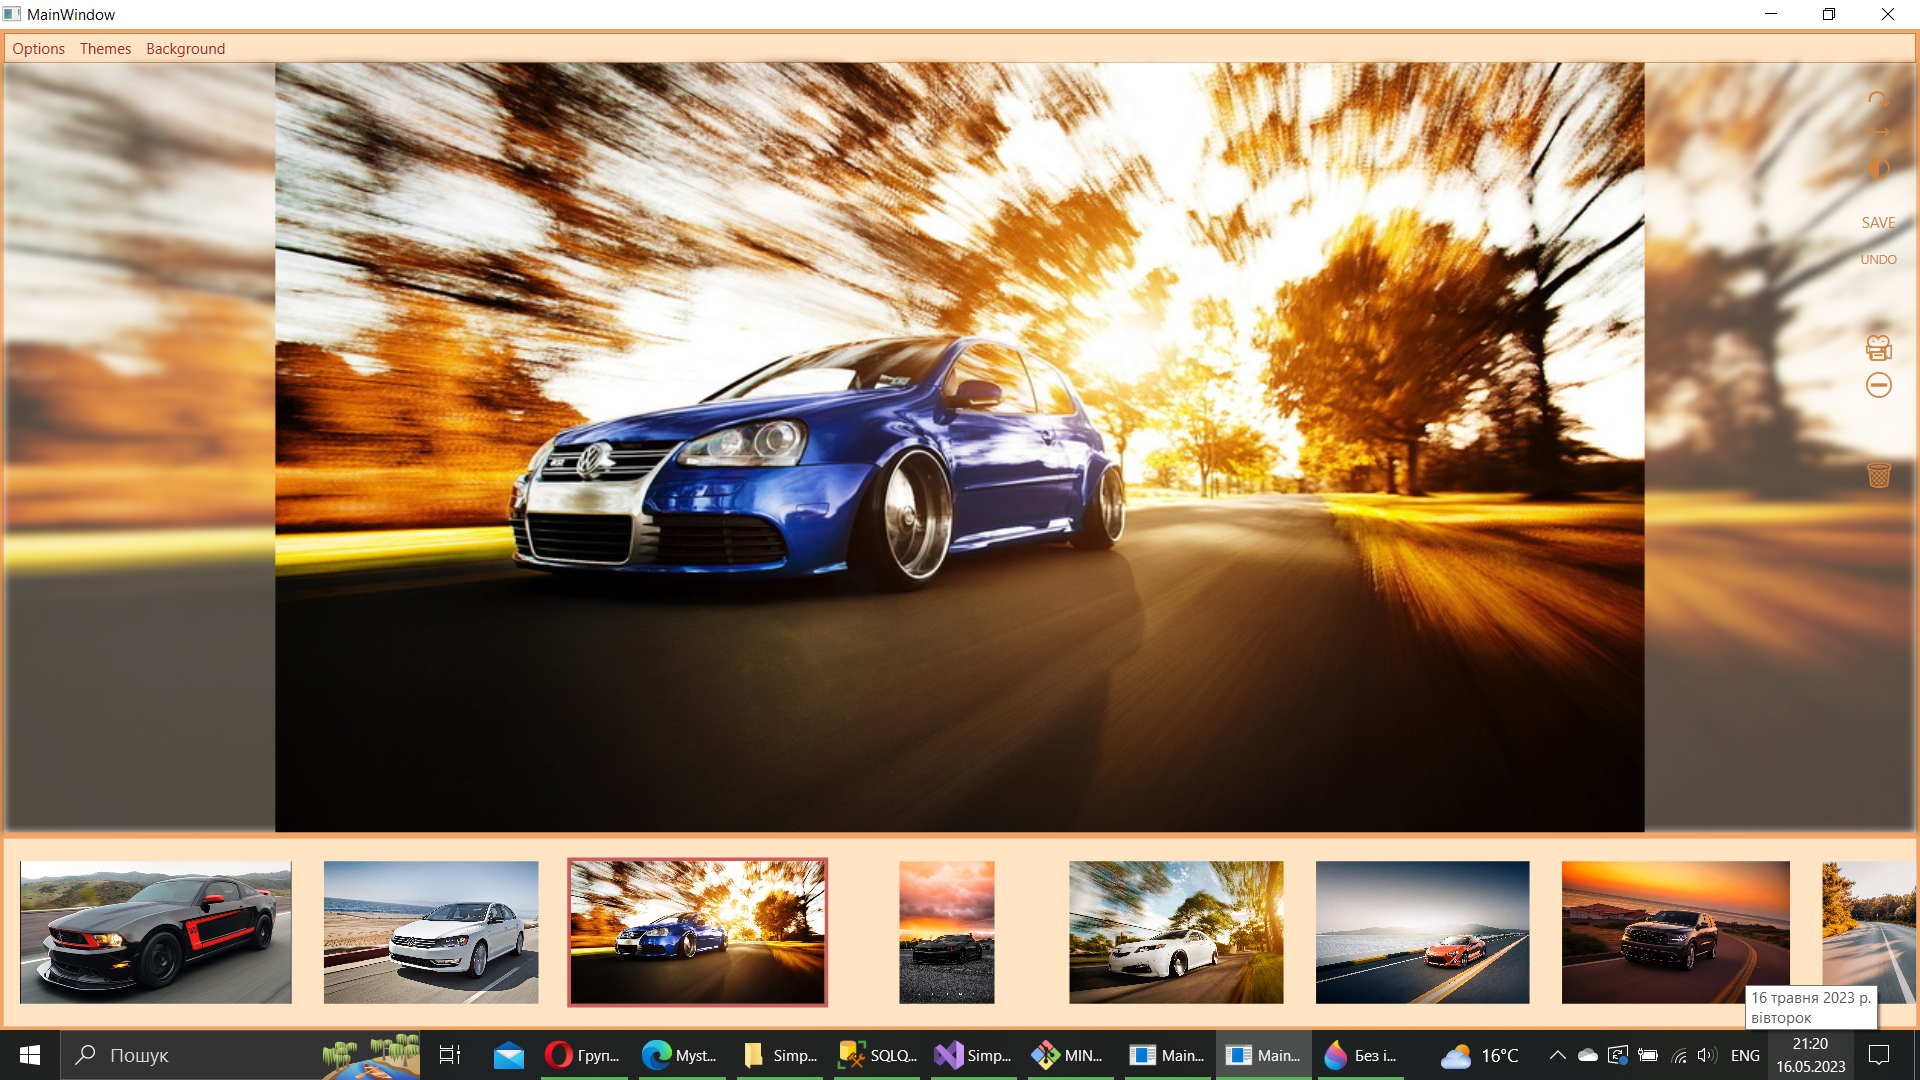 MainWindow
Options Themes Background
SAVE
UNDO
16 травня 2023 р.
вівторок
Пошук
Груп...
Myst...
Simp...
SQLQ...
Simp...
MIN...
Main...
Main...
Без і...
16°C
ENG
21:20
16.05.2023